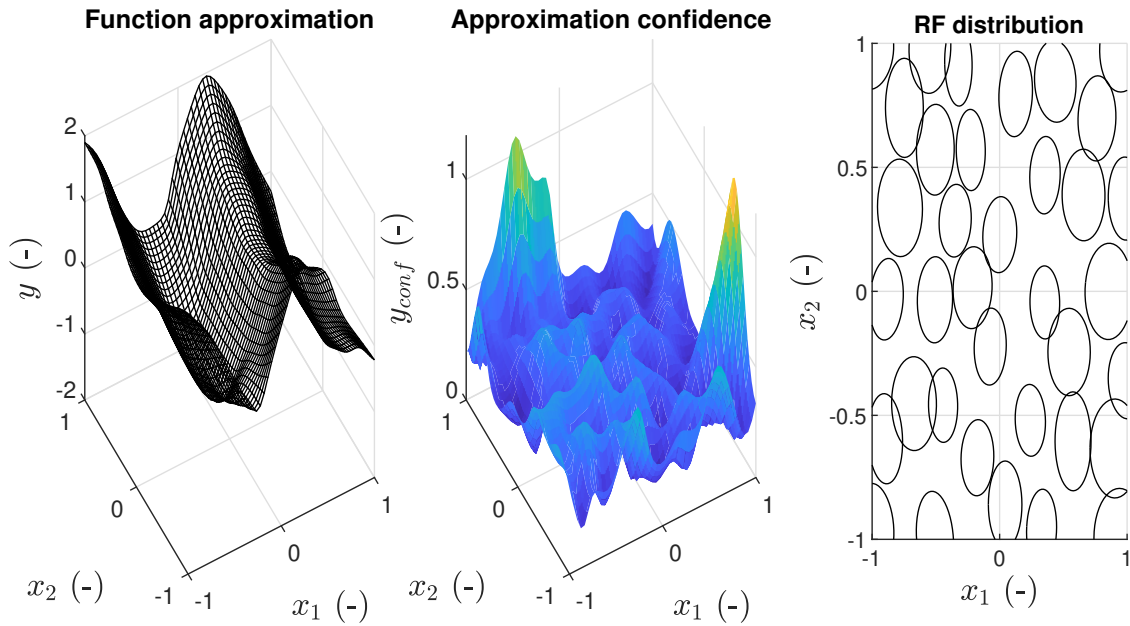 Function approximation
2
1
0
-1
-2
y (-)
1
0
-1
x2 (-)
-1
0
1
x1 (-)
Approximation confidence
1
0.5
0
yconf (-)
1
0
-1
x2 (-)
-1
0
1
x1 (-)
RF distribution
1
0.5
0
-0.5
-1
x2 (-)
-1
0
1
x1 (-)